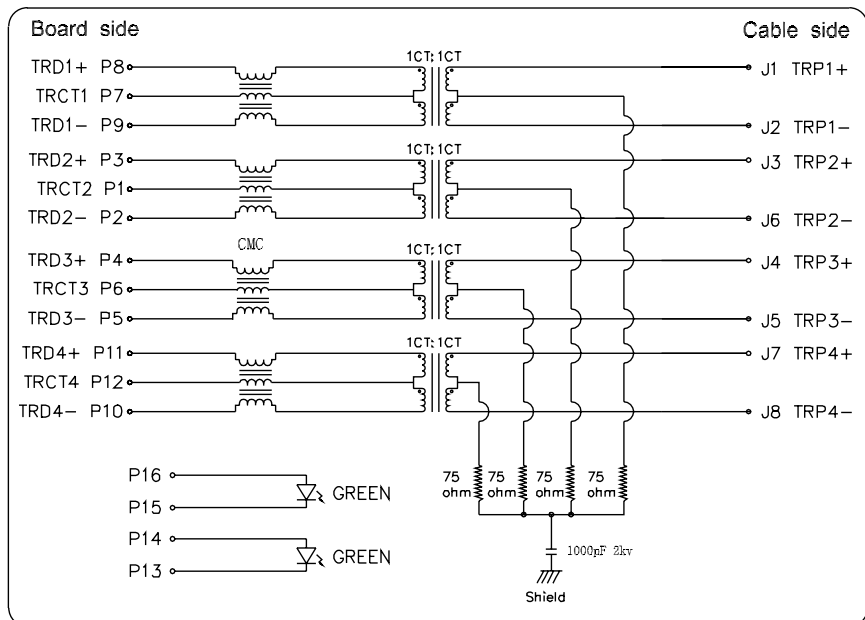 Board side
Cable side
TRD1+ P8
1CT:1CT
J1 TRP1+
TRCT1 P7
TRD1- P9
J2 TRP1-
TRD2+ P3
1CT:1CT
J3 TRP2+
TRCT2 P1
TRD2- P2
J6 TRP2-
CMC
TRD3+ P4
1CT:1CT
J4 TRP3+
TRCT3 P6
TRD3- P5
J5 TRP3-
TRD4+ P11
1CT:1CT
J7 TRP4+
TRCT4 P12
TRD4- P10
J8 TRP4-
P16
GREEN
P15
75 ohm
75 ohm
75 ohm
75 ohm
P14
GREEN
P13
1000pF 2kv
Shield